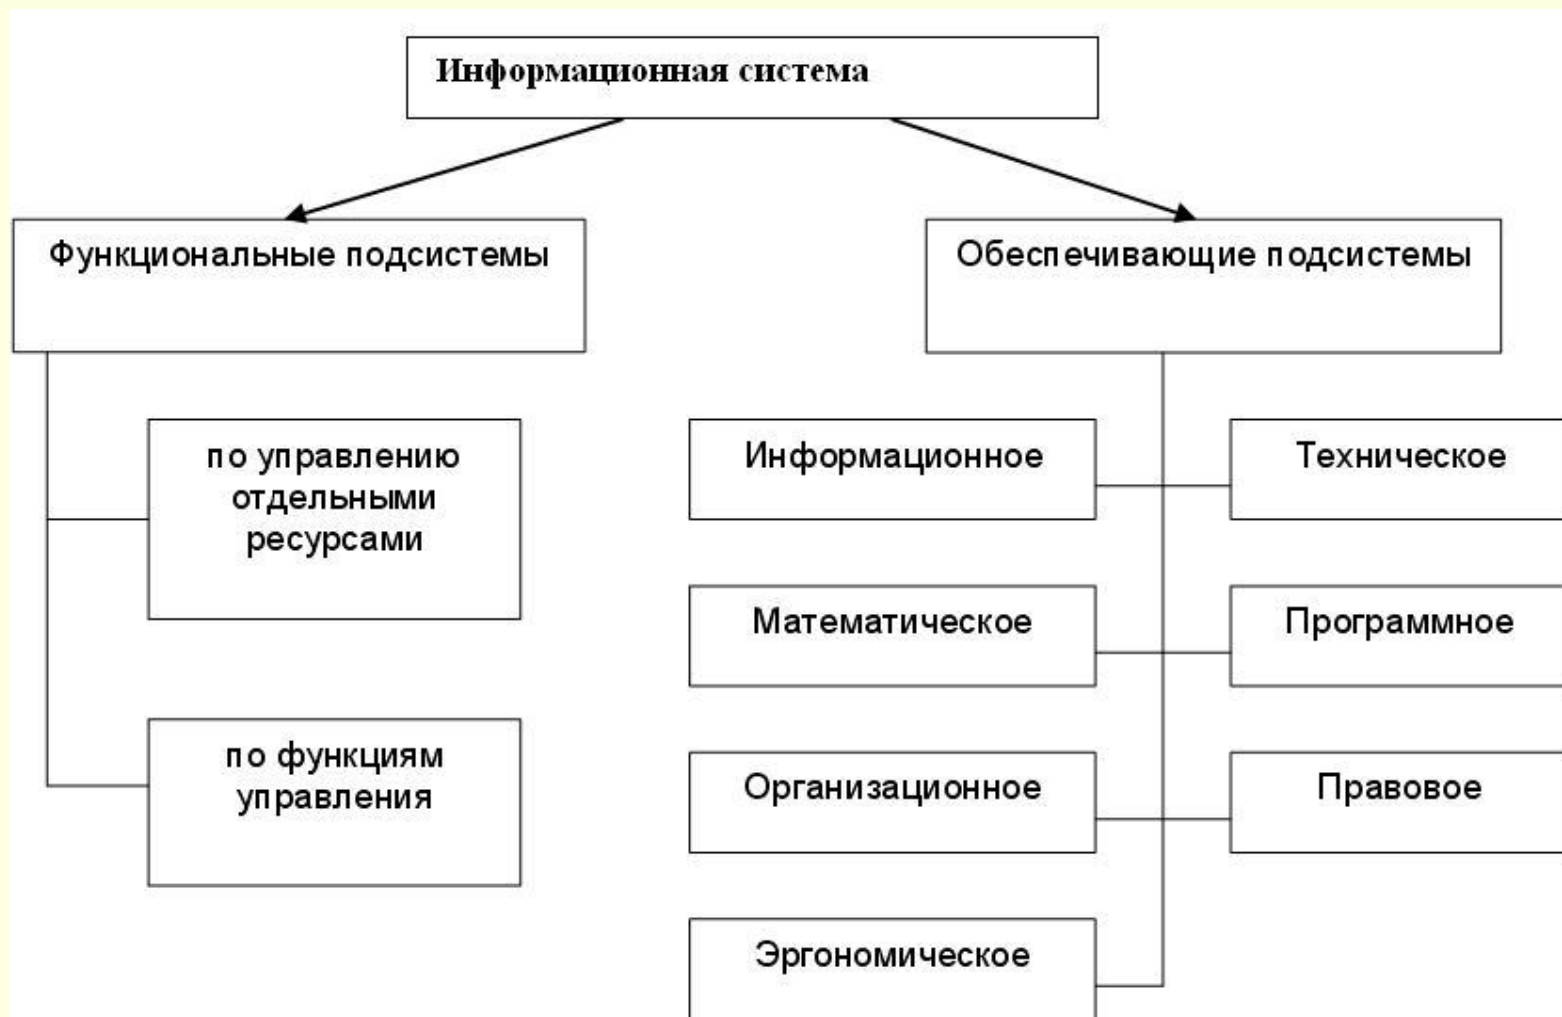 Информационная система
Функциональные подсистемы
Обеспечивающие подсистемы
по управлению
отдельными
ресурсами
по функциям
управления
Информационное
Техническое
Математическое
Программное
Организационное
Правовое
Эргономическое